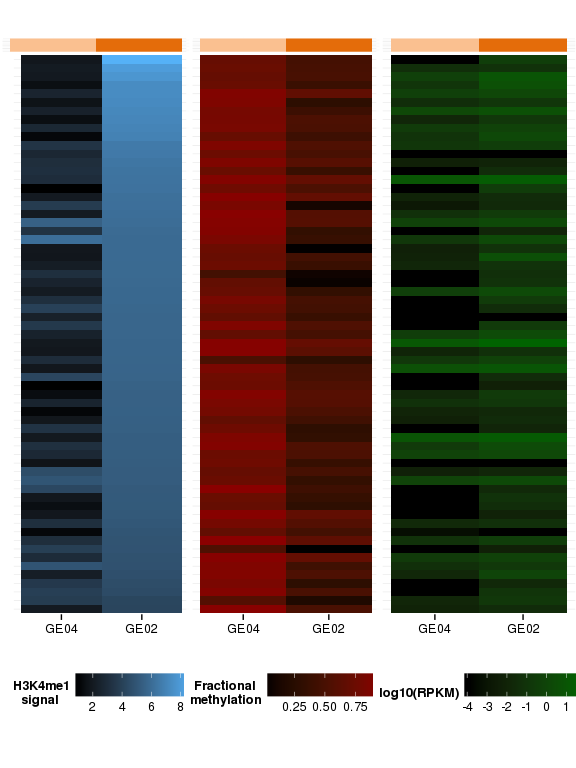 GE04 GE02 GE04 GE02 GE04 GE02
H3K4me1 signal 2 4 6 8
Fractional methylation 0.25 0.50 0.75
log10(RPKM) -4 -3 -2 -1 0 1